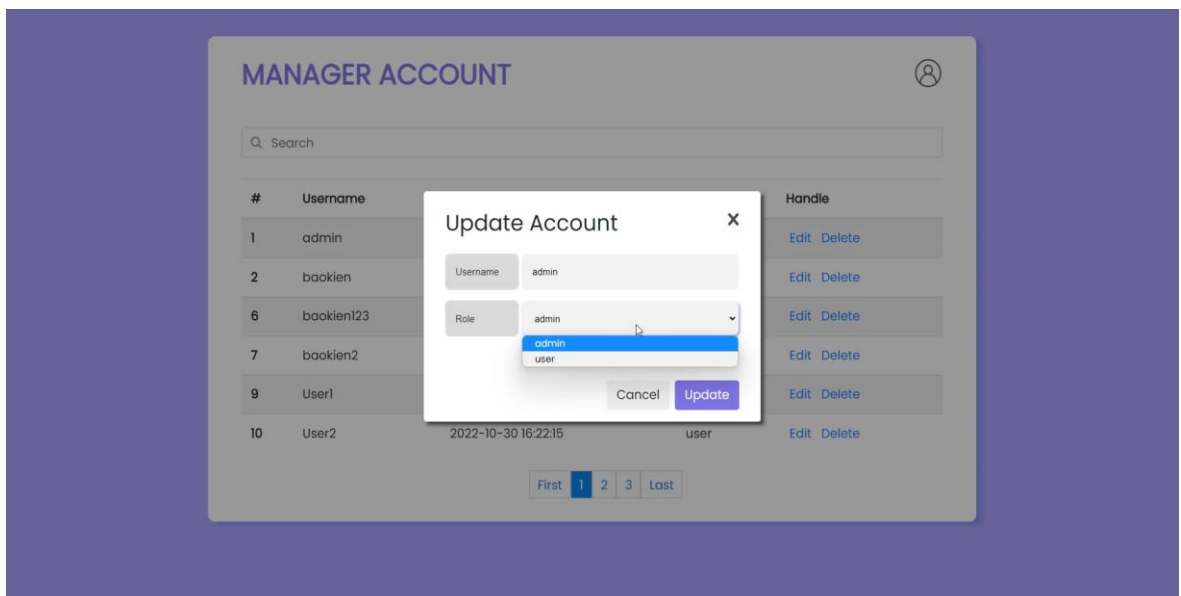 MANAGER ACCOUNT
Search
# Username Handle
1 admin Edit Delete
2 baokien Edit Delete
6 baokien123 Edit Delete
7 baokien2 Edit Delete
9 User1 Edit Delete
10 User2 2022-10-30 16:22:15 user Edit Delete
First 1 2 3 Last
Update Account X
Username admin
Role admin
admin
user
Cancel Update